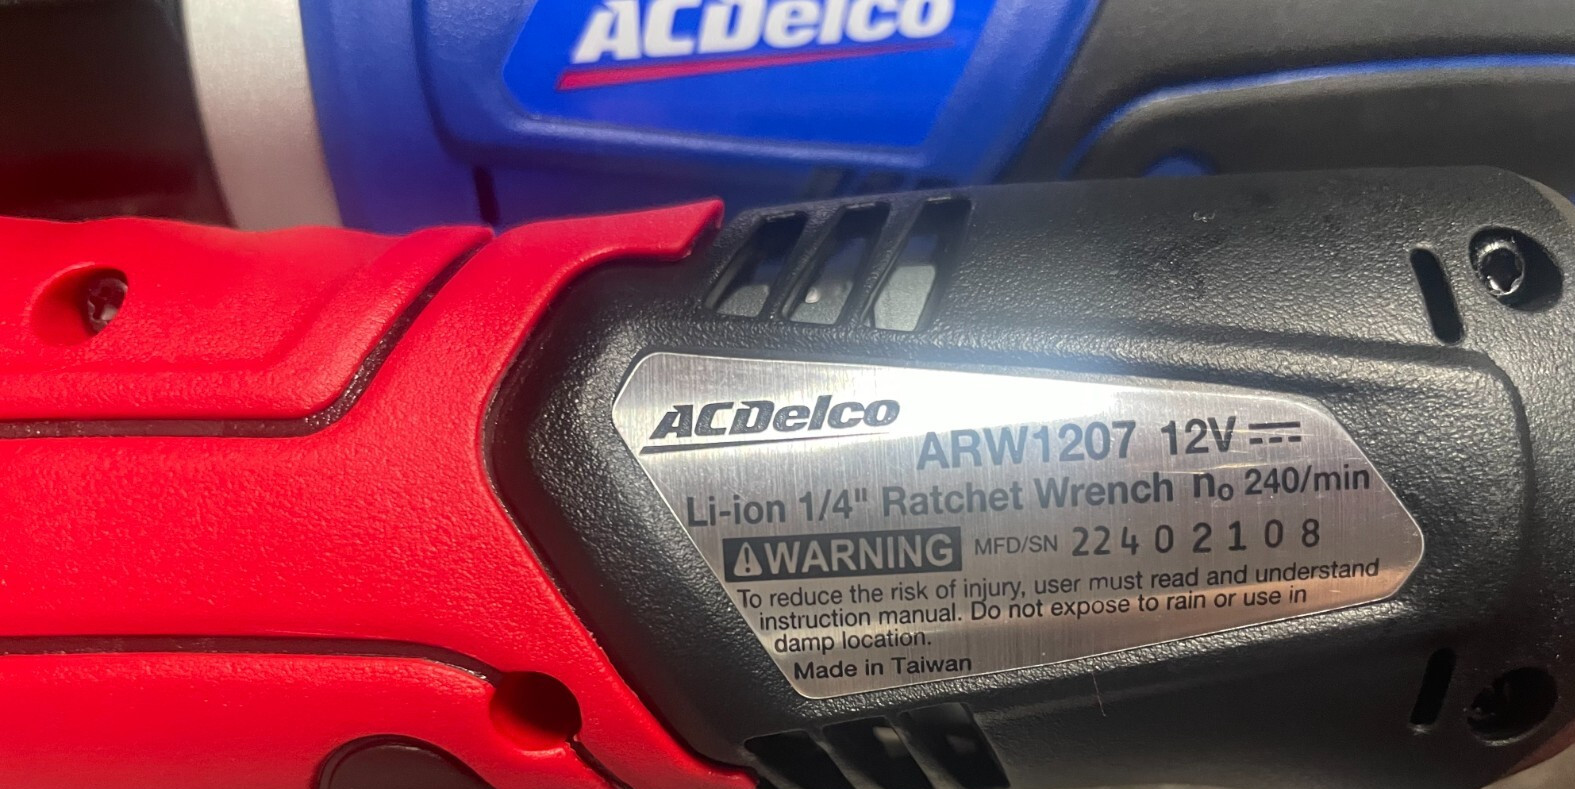 ACDelco
ACDelco
ARW1207 12V ⎓
Li-ion 1/4" Ratchet Wrench no 240/min
⚠WARNING MFD/SN 22402108
To reduce the risk of injury, user must read and understand
instruction manual. Do not expose to rain or use in
damp location.
Made in Taiwan